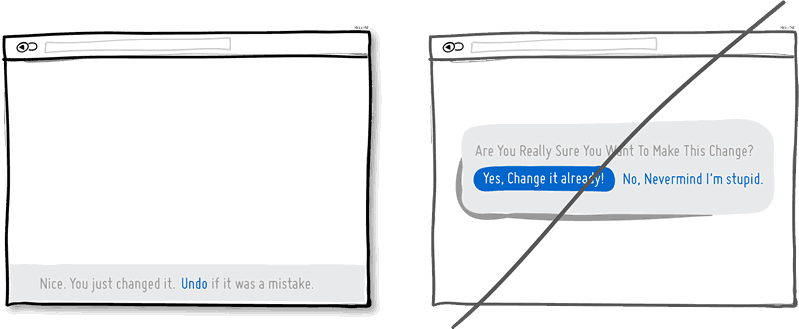 Nice. You just changed it. Undo if it was a mistake.
Are You Really Sure You Want To Make This Change?
Yes, Change it already!
No, Nevermind I'm stupid.